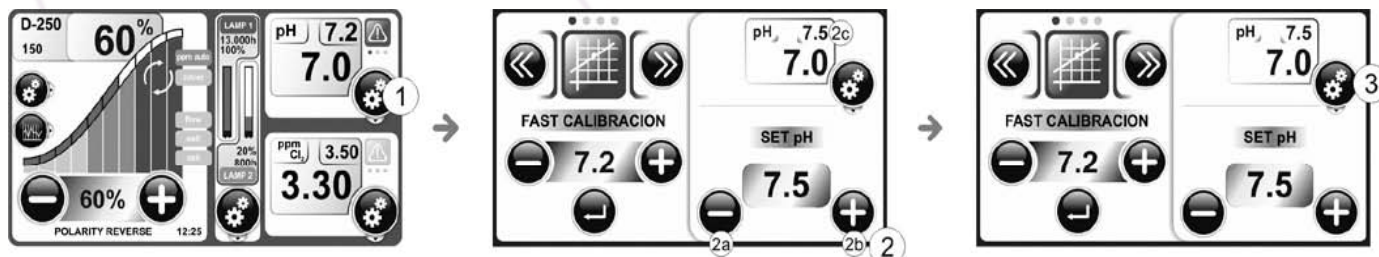 D-250
150
60%
LAMP 1
13.000h
100%
ppm auto
flow
20%
800h
LAMP 2
60%
POLARITY REVERSE 12:25
pH 7.2
7.0
1
ppm Cl2 3.50
3.30
pH 7.5 2c
7.0
FAST CALIBRACION
7.2
SET pH
7.5
2a
2b
2
pH 7.5
7.0
3
FAST CALIBRACION
7.2
SET pH
7.5